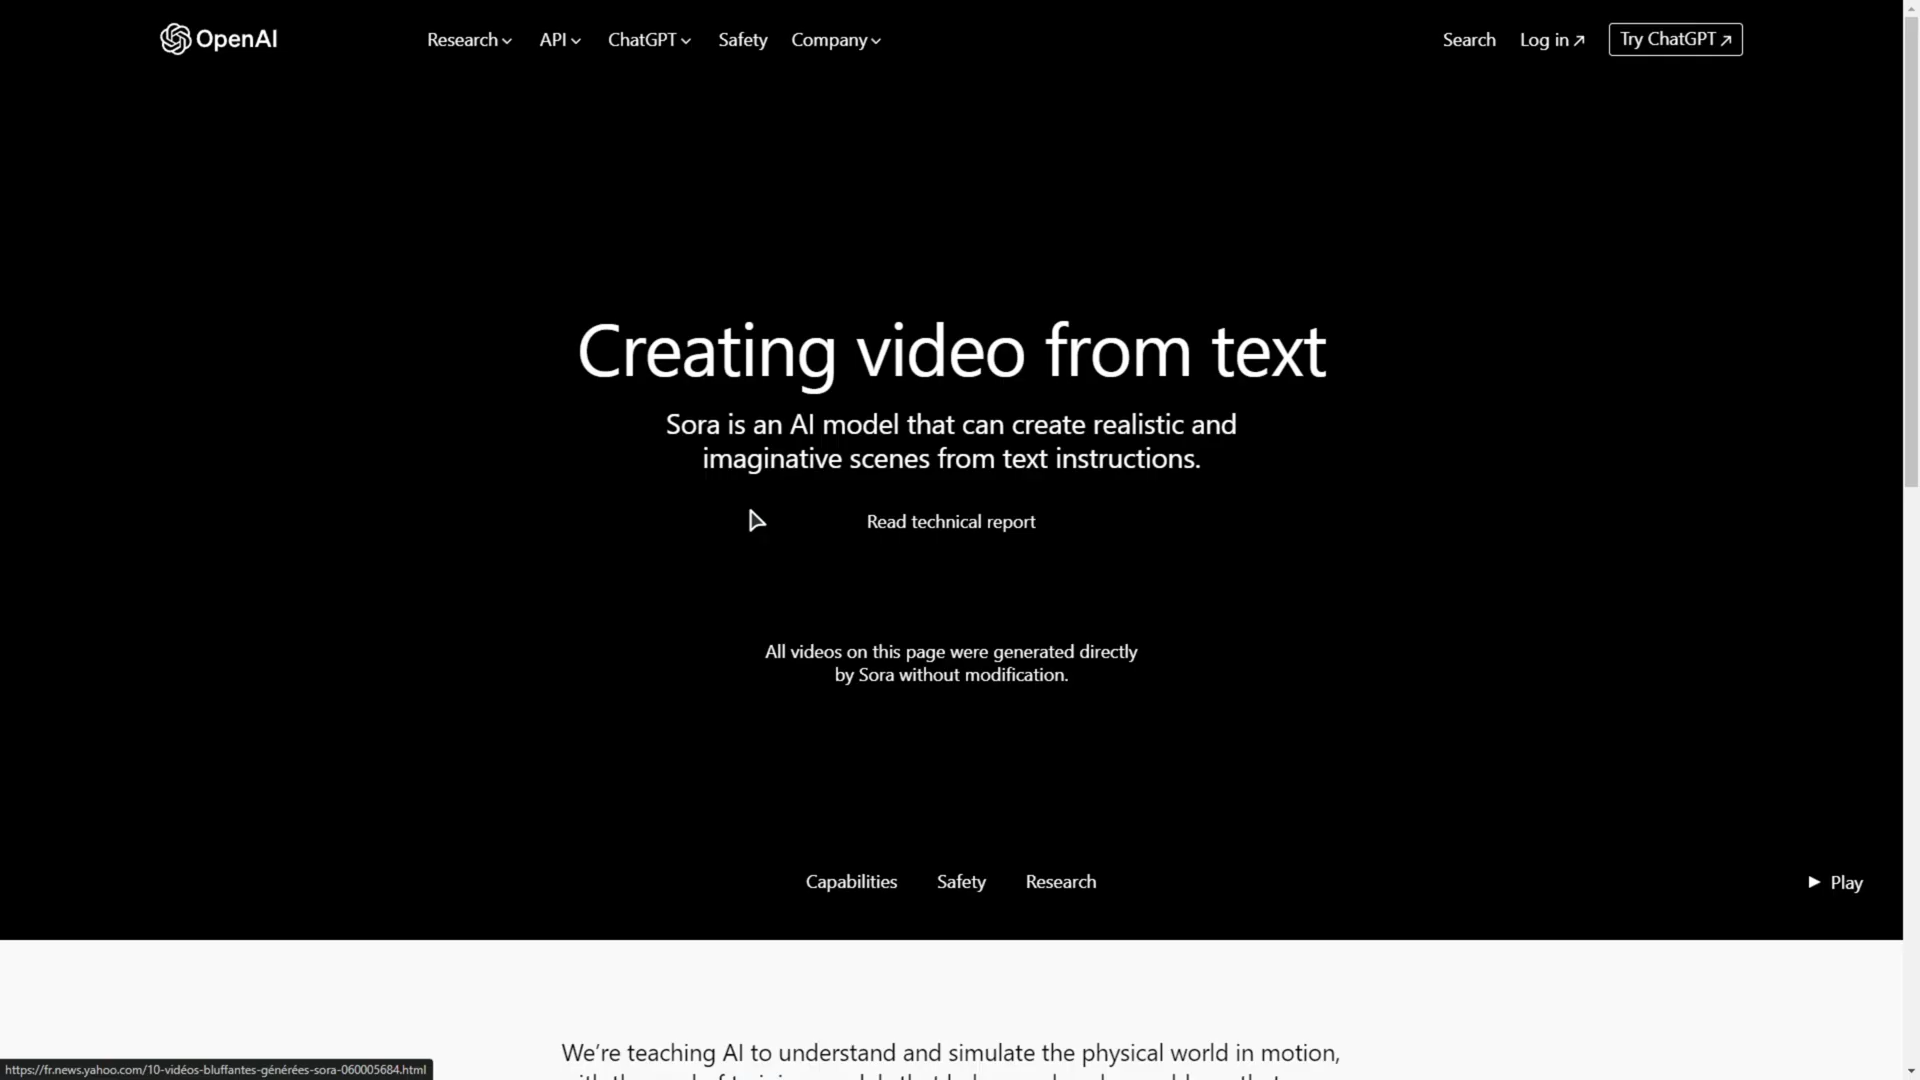 OpenAI
Research API ChatGPT Safety Company
Search Log in ↗ Try ChatGPT ↗
Creating video from text
Sora is an AI model that can create realistic and
imaginative scenes from text instructions.
Read technical report
All videos on this page were generated directly
by Sora without modification.
Capabilities Safety Research
Play
We’re teaching AI to understand and simulate the physical world in motion,
https://fr.news.yahoo.com/10-vidéos-bluffantes-générées-sora-060005684.html